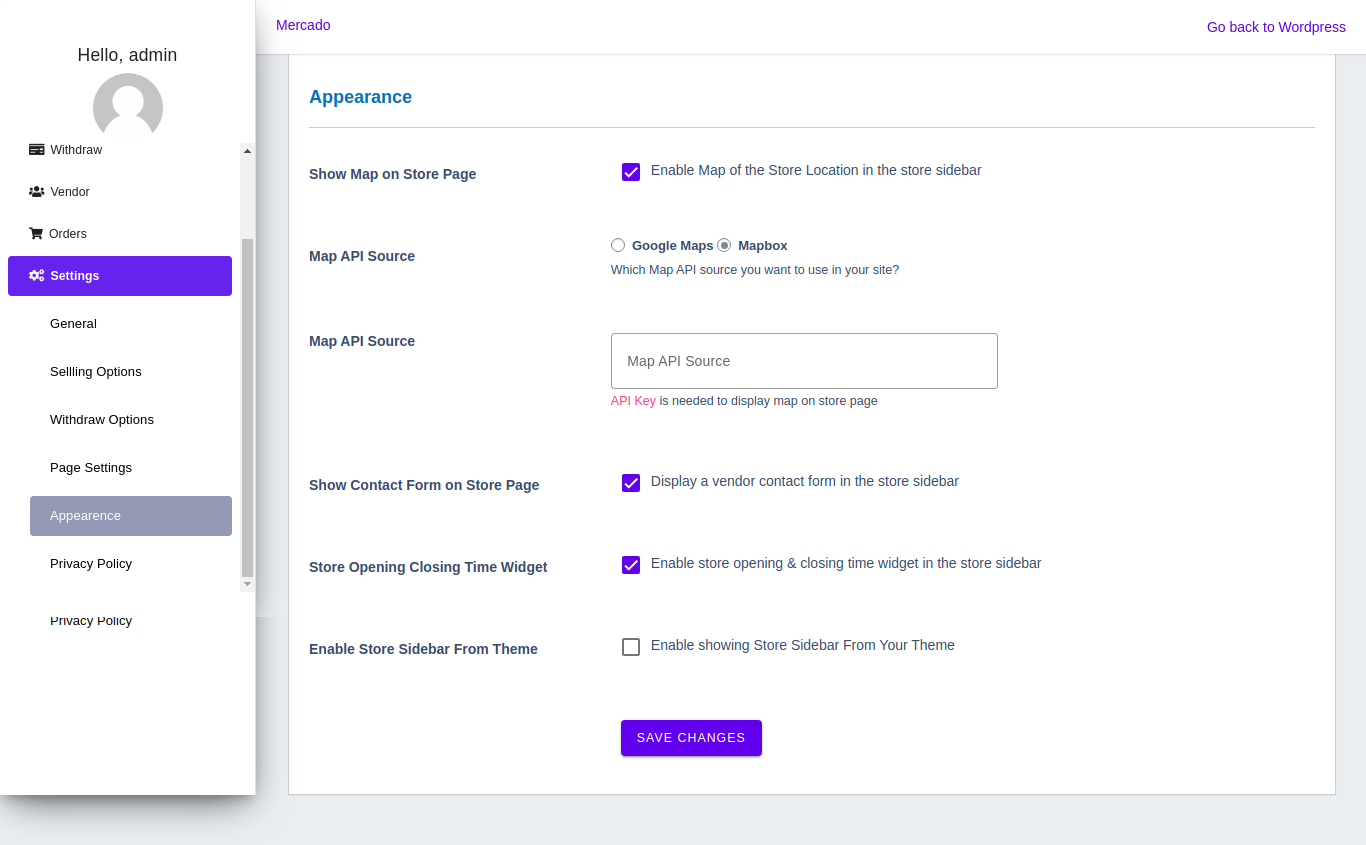 Mercado
Go back to Wordpress
Hello, admin
Withdraw
Vendor
Orders
Settings
General
Sellling Options
Withdraw Options
Page Settings
Appearence
Privacy Policy
Privacy Policy
Appearance
Show Map on Store Page
Enable Map of the Store Location in the store sidebar
Map API Source
Google Maps Mapbox
Which Map API source you want to use in your site?
Map API Source
Map API Source
API Key is needed to display map on store page
Show Contact Form on Store Page
Display a vendor contact form in the store sidebar
Store Opening Closing Time Widget
Enable store opening & closing time widget in the store sidebar
Enable Store Sidebar From Theme
Enable showing Store Sidebar From Your Theme
SAVE CHANGES